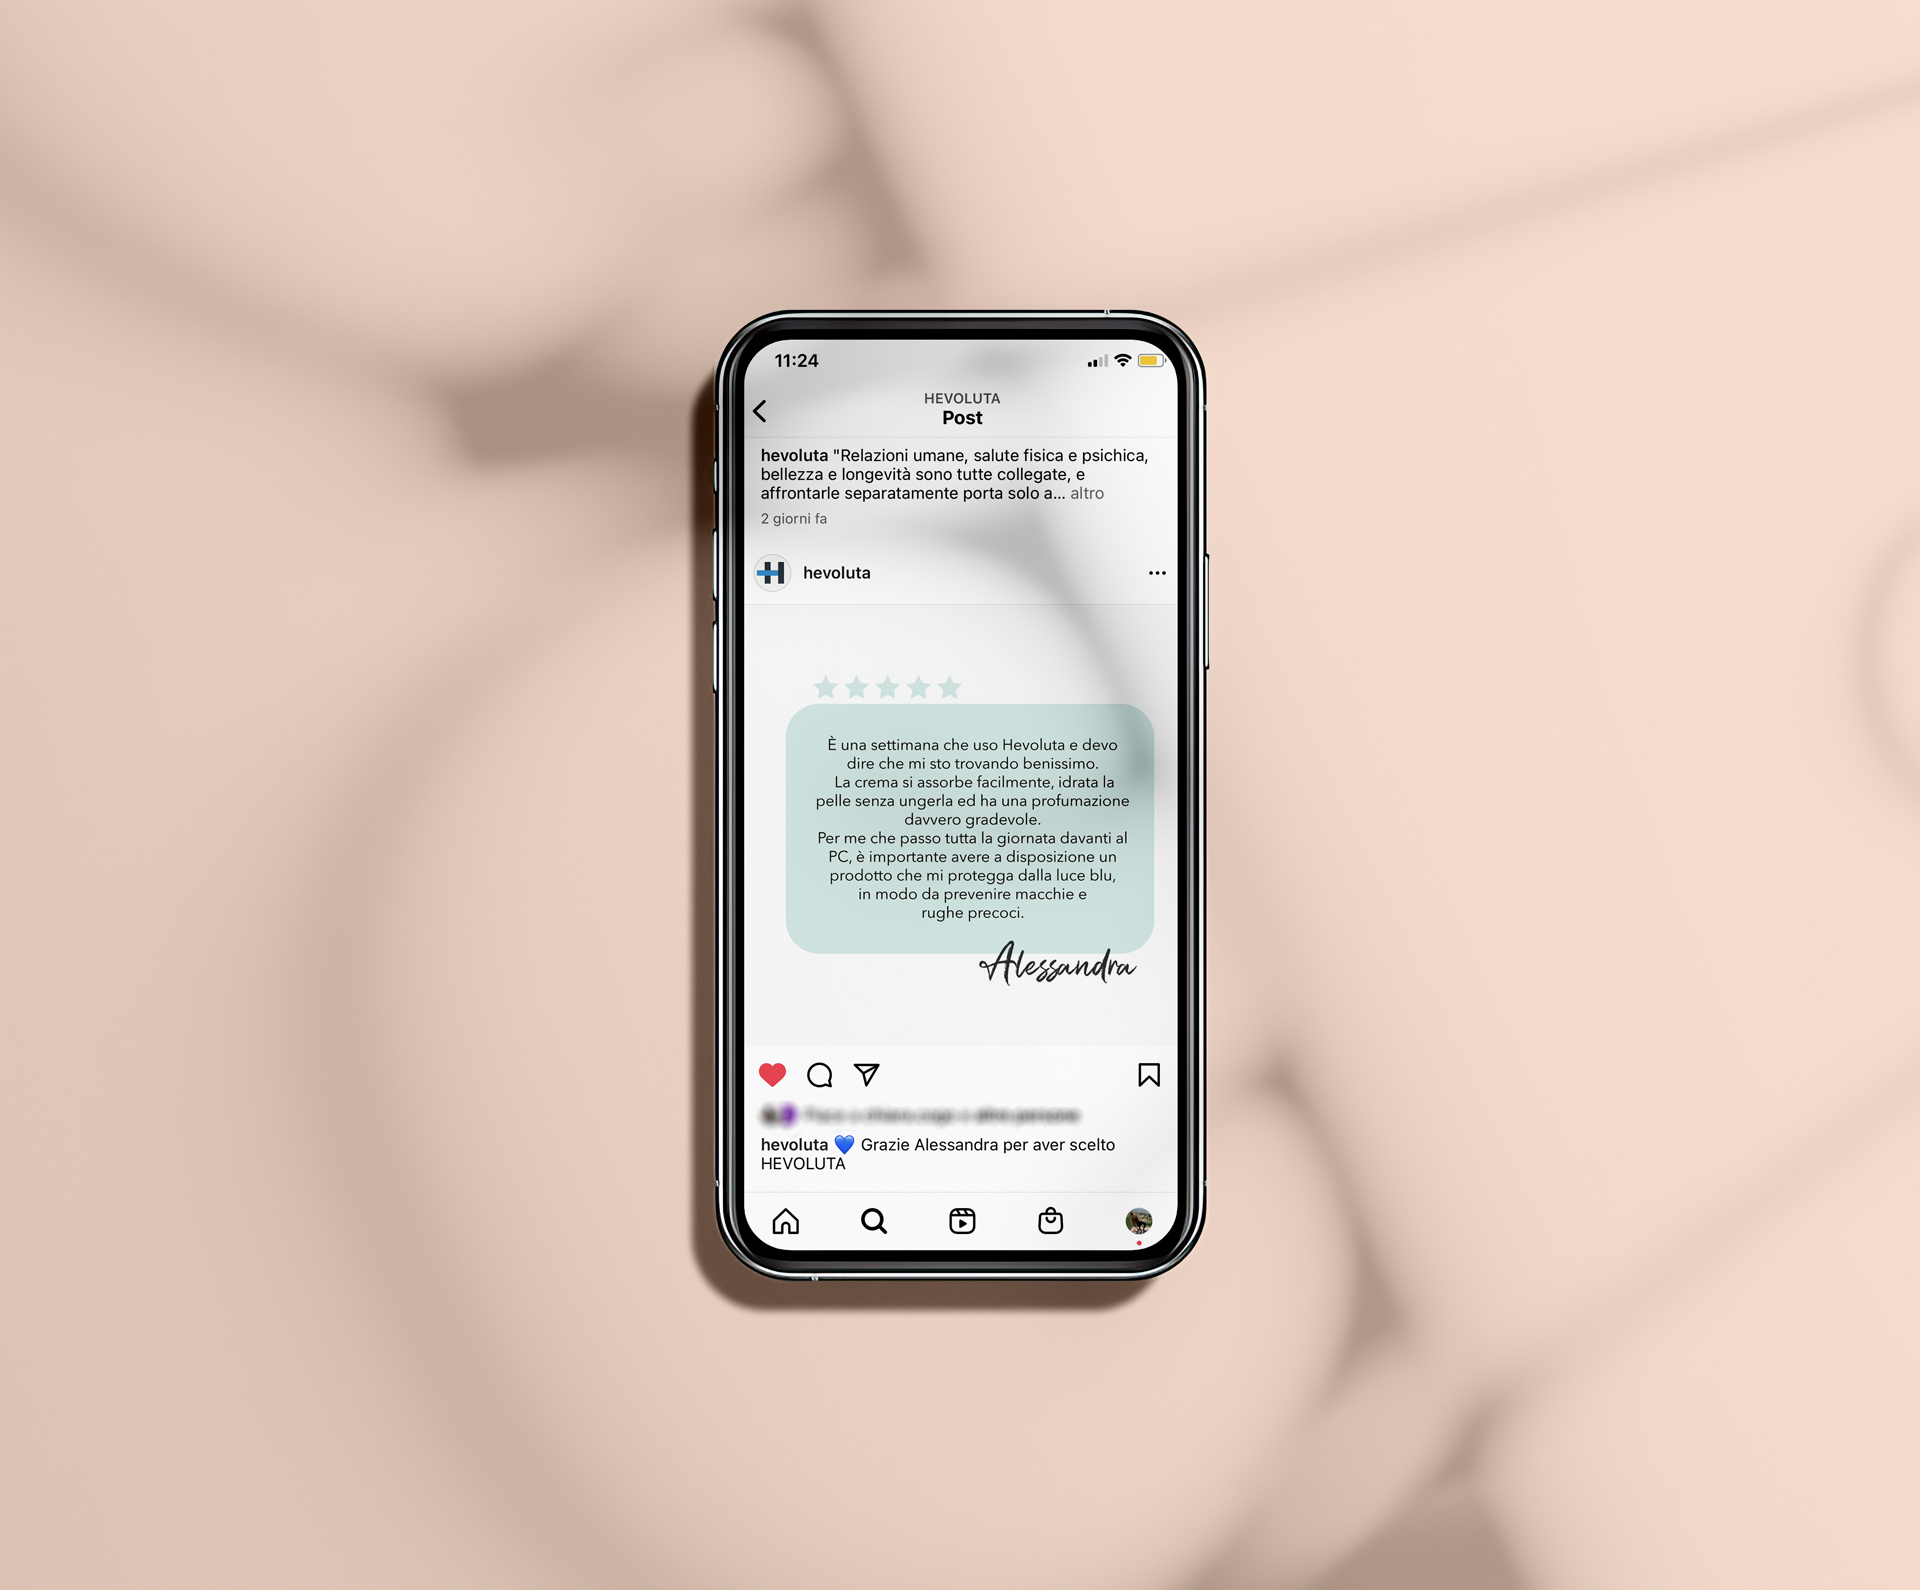 11:24
HEVOLUTA
Post
hevoluta "Relazioni umane, salute fisica e psichica,
bellezza e longevità sono tutte collegate, e
affrontarle separatamente porta solo a... altro
2 giorni fa
H
hevoluta
È una settimana che uso Hevoluta e devo
dire che mi sto trovando benissimo.
La crema si assorbe facilmente, idrata la
pelle senza ungerla ed ha una profumazione
davvero gradevole.
Per me che passo tutta la giornata davanti al
PC, è importante avere a disposizione un
prodotto che mi protegga dalla luce blu,
in modo da prevenire macchie e
rughe precoci.
Alessandra
altre persone
hevoluta 💙 Grazie Alessandra per aver scelto
HEVOLUTA